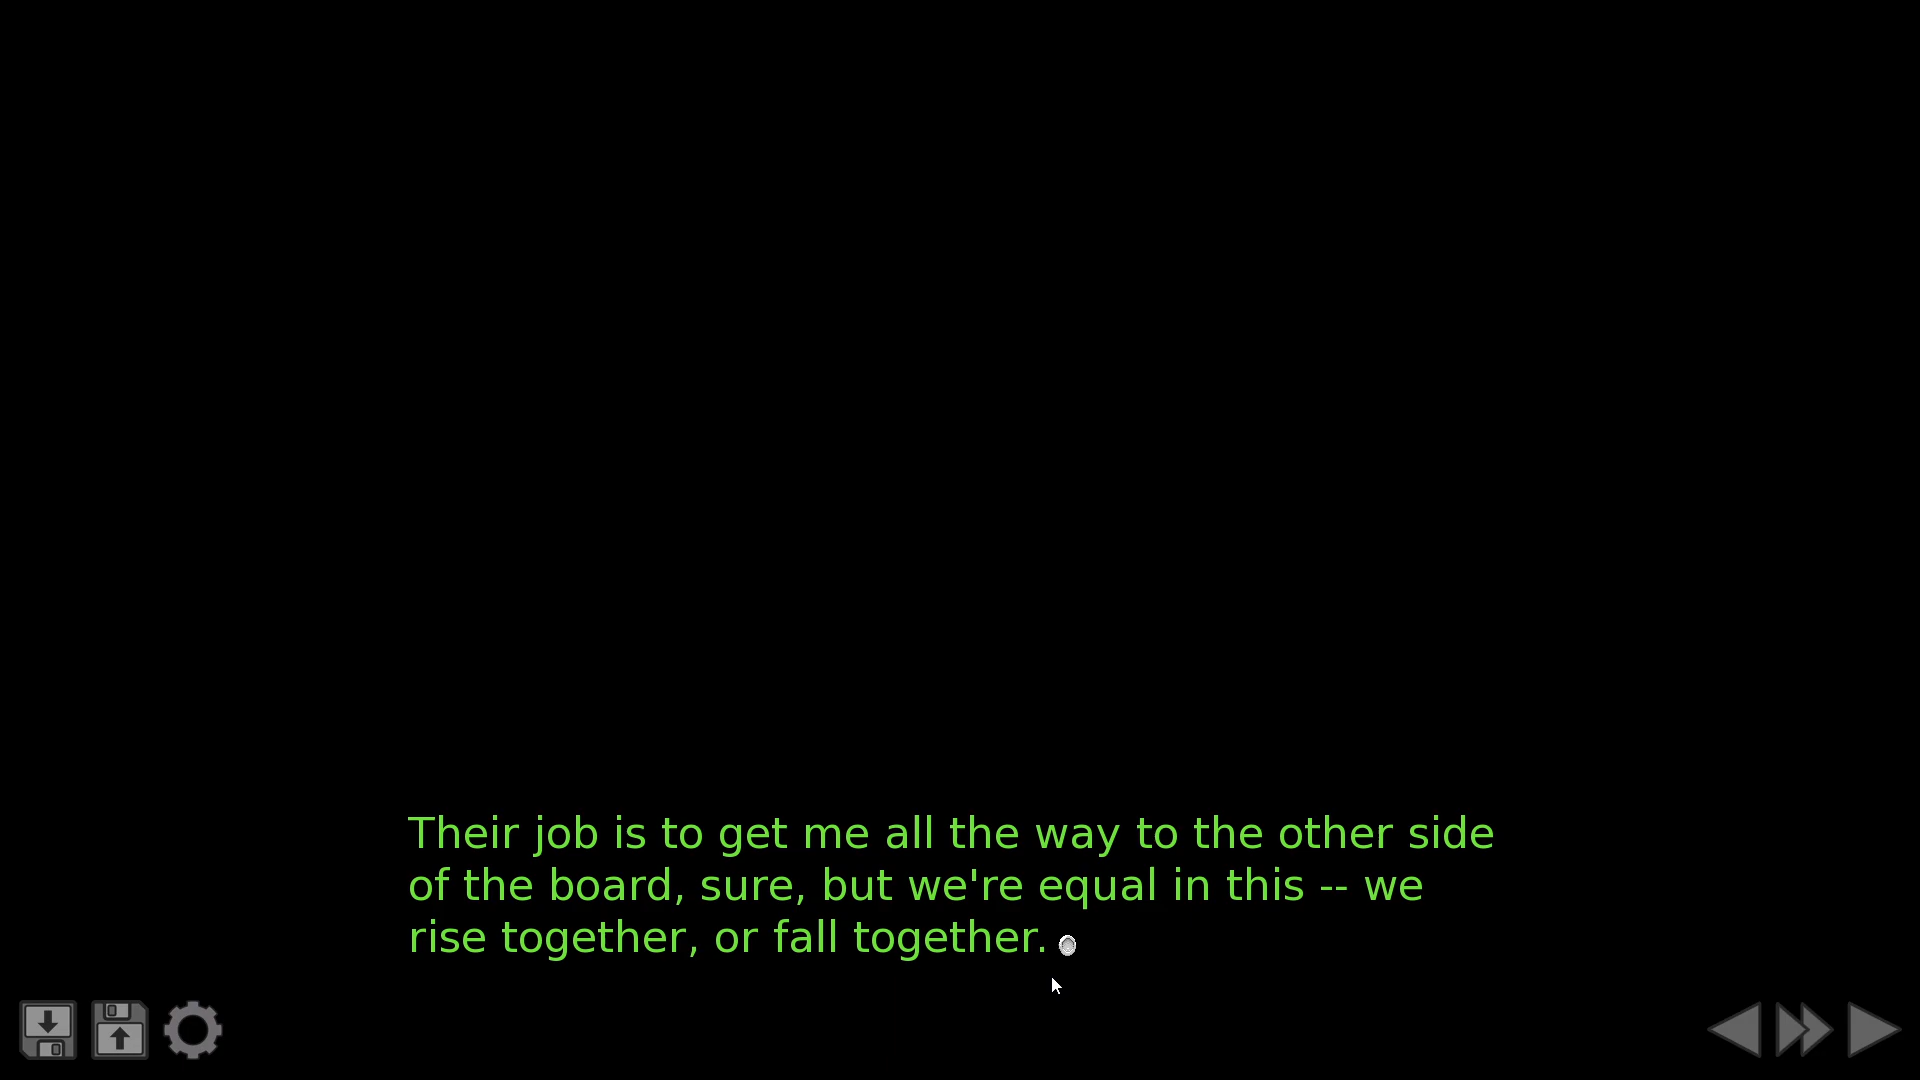 Their job is to get me all the way to the other side
of the board, sure, but we're equal in this -- we
rise together, or fall together.